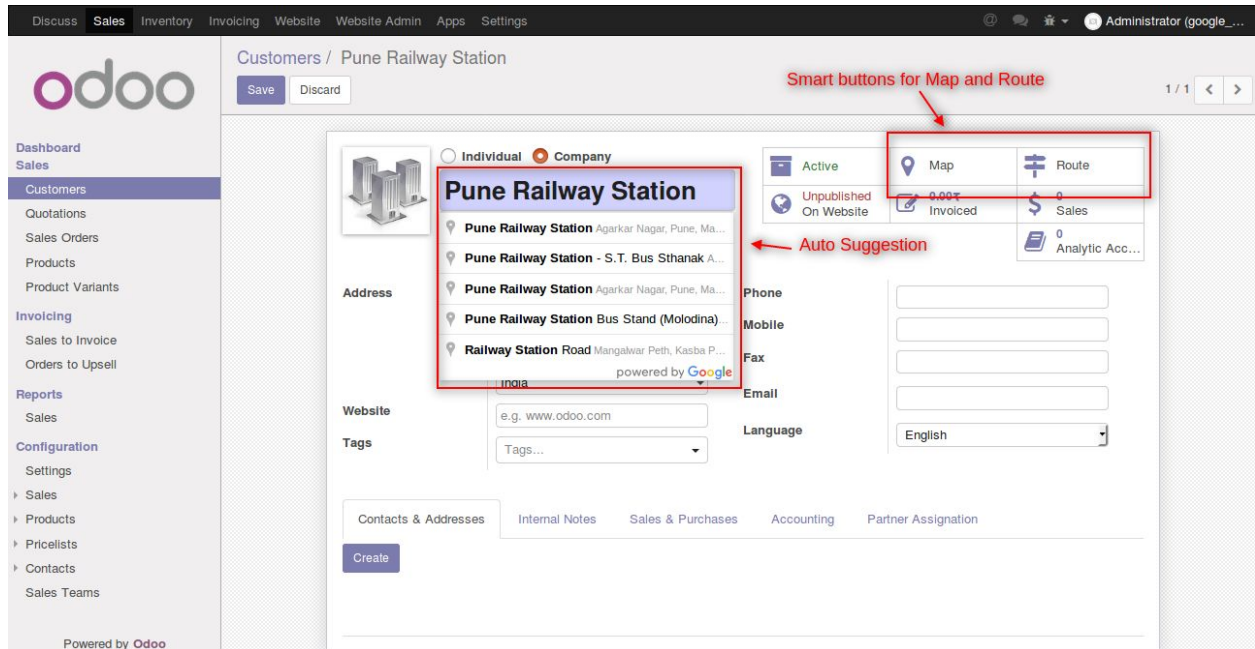 Discuss Sales Inventory Invoicing Website Website Admin Apps Settings @ Administrator (google_...
odoo
Customers / Pune Railway Station
Save Discard
Smart buttons for Map and Route
1 / 1
Dashboard
Sales
Customers
Quotations
Sales Orders
Products
Product Variants
Invoicing
Sales to Invoice
Orders to Upsell
Reports
Sales
Configuration
Settings
Sales
Products
Pricelists
Contacts
Sales Teams
Powered by Odoo
Individual Company
Pune Railway Station
Pune Railway Station Agarkar Nagar, Pune, Ma...
Pune Railway Station - S.T. Bus Sthanak A...
Pune Railway Station Agarkar Nagar, Pune, Ma...
Pune Railway Station Bus Stand (Molodina)...
Railway Station Road Mangalwar Peth, Kasba P...
powered by Google
Auto Suggestion
Active
Map
Route
Unpublished
On Website
0.00₹
Invoiced
0
Sales
0
Analytic Acc...
Address
India
Website
e.g. www.odoo.com
Tags
Tags...
Phone
Mobile
Fax
Email
Language
English
Contacts & Addresses Internal Notes Sales & Purchases Accounting Partner Assignation
Create